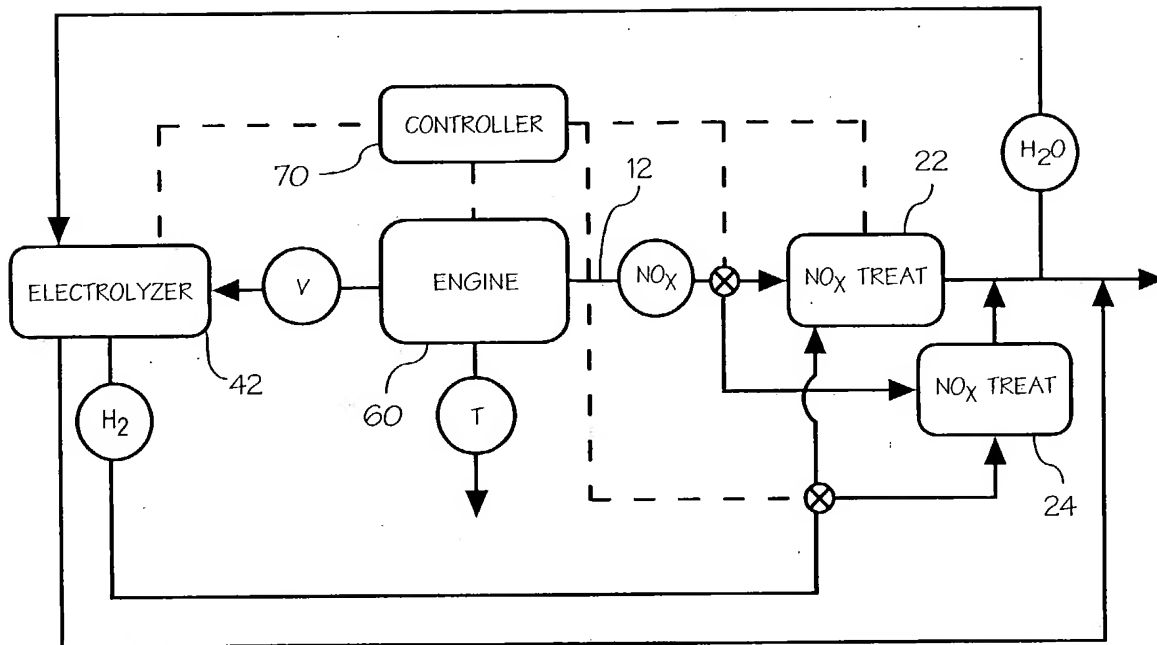 CONTROLLER
70
12
22
H2O
ELECTROLYZER
V
ENGINE
NOX
NOX TREAT
42
H2
60
T
NOX TREAT
24